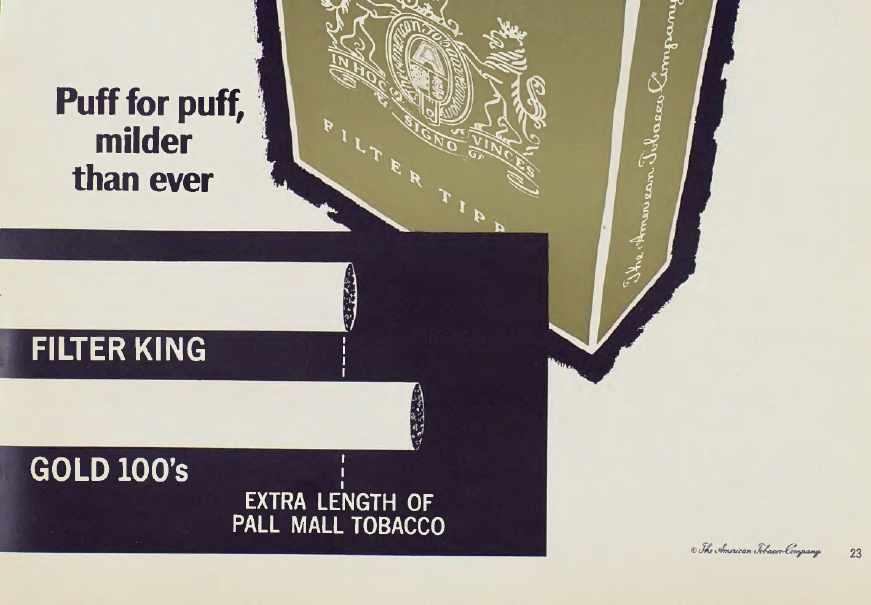 IN HOC
SIGNO
VINCES
FILTER TIPP
The American Tobacco Company
Puff for puff,
milder
than ever
FILTER KING
GOLD 100's
EXTRA LENGTH OF
PALL MALL TOBACCO
© The American Tobacco Company
23